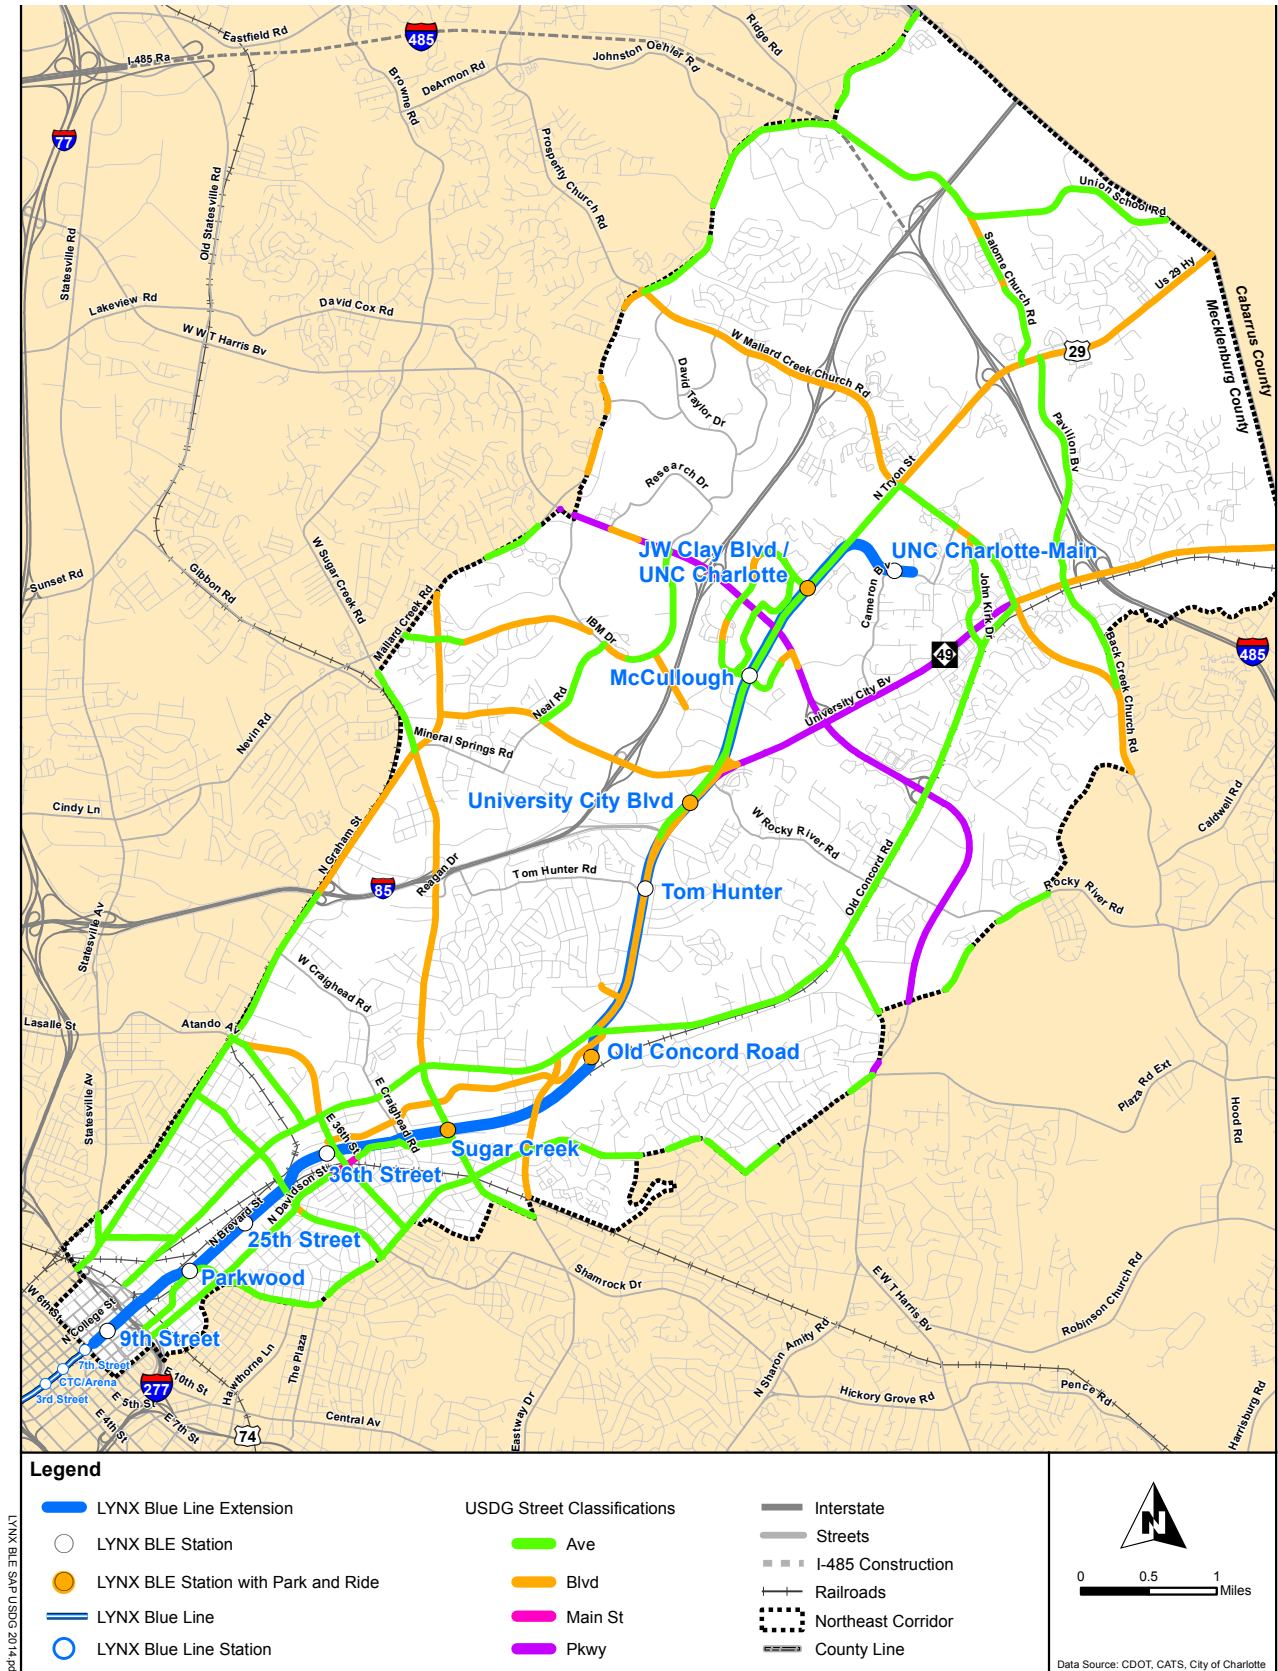 I-485 Ra
Eastfield Rd
485
Ridge Rd
Johnston Oehler Rd
DeArmon Rd
Browne Rd
77
Prosperity Church Rd
Old Statesville Rd
Statesville Rd
Union School Rd
Salome Church Rd
Us 29 Hy
Cabarrus County
Mecklenburg County
Lakeview Rd
David Cox Rd
W W T Harris Bv
W Mallard Creek Church Rd
29
David Taylor Dr
Pavilion Bv
Research Dr
N Tryon St
JW Clay Blvd /
UNC Charlotte
UNC Charlotte-Main
W Sugar Creek Rd
Sunset Rd
Gibbon Rd
Cameron Bv
John Kirk Dr
Mallard Creek Rd
IBM Dr
49
485
Back Creek Church Rd
McCullough
University City Bv
Neal Rd
Nevin Rd
Mineral Springs Rd
University City Blvd
Cindy Ln
Caldwell Rd
W Rocky River Rd
N Graham St
85
Reagan Dr
Tom Hunter Rd
Tom Hunter
Old Concord Rd
Rocky River Rd
Statesville Av
W Craighead Rd
Lasalle St
Atando Av
Old Concord Road
Plaza Rd Ext
Hood Rd
Statesville Av
E Craighead Rd
E 36th St
Sugar Creek
36th Street
N Davidson St
N Brevard St
25th Street
Parkwood
Shamrock Dr
E W T Harris Bv
Robinson Church Rd
W 6th St
N College St
9th Street
7th Street
CTC/Arena
3rd Street
E 10th St
277
E 5th St
E 4th St
E 7th St
Hawthorne Ln
The Plaza
74
Central Av
Eastway Dr
N Sharon Amity Rd
Hickory Grove Rd
Pence Rd
Harrisburg Rd
Legend
LYNX Blue Line Extension
LYNX BLE Station
LYNX BLE Station with Park and Ride
LYNX Blue Line
LYNX Blue Line Station
USDG Street Classifications
Ave
Blvd
Main St
Pkwy
Interstate
Streets
I-485 Construction
Railroads
Northeast Corridor
County Line
N
0 0.5 1
Miles
Data Source: CDOT, CATS, City of Charlotte
LYNX BLE SAP USDG 2014.pd